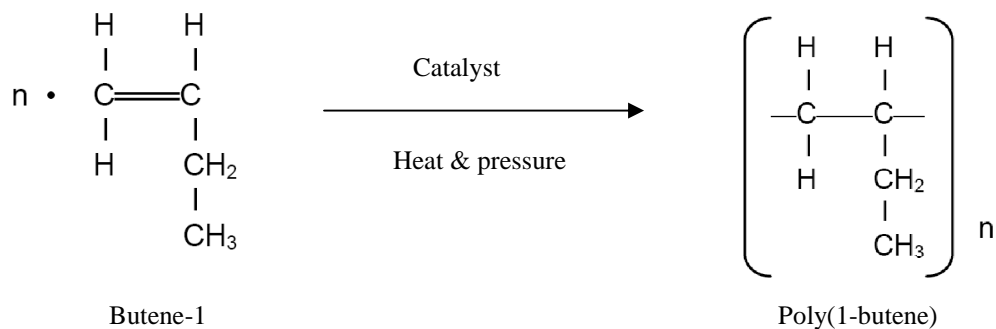 H H H H
Catalyst
n • C C C C
Heat & pressure
H CH₂ H CH₂
CH₃ CH₃ n
Butene-1 Poly(1-butene)